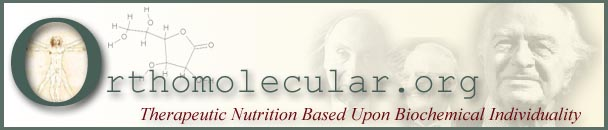 Orthomolecular.org
Therapeutic Nutrition Based Upon Biochemical Individuality